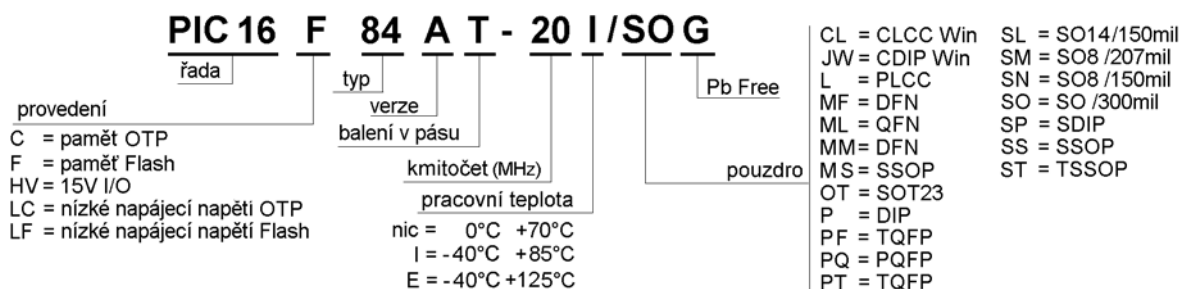 PIC16 F 84 A T - 20 I / SO G
řada
typ
Pb Free
provedení
verze
balení v pásu
C = pamět OTP
F = paměť Flash
HV = 15V I/O
LC = nízké napájecí napěti OTP
LF = nízké napájecí napětí Flash
kmitočet (MHz)
pouzdro
pracovní teplota
nic = 0°C +70°C
I = -40°C +85°C
E = -40°C +125°C
CL = CLCC Win
JW = CDIP Win
L = PLCC
MF = DFN
ML = QFN
MM = DFN
MS = SSOP
OT = SOT23
P = DIP
PF = TQFP
PQ = PQFP
PT = TQFP
SL = SO14/150mil
SM = SO8 /207mil
SN = SO8 /150mil
SO = SO /300mil
SP = SDIP
SS = SSOP
ST = TSSOP